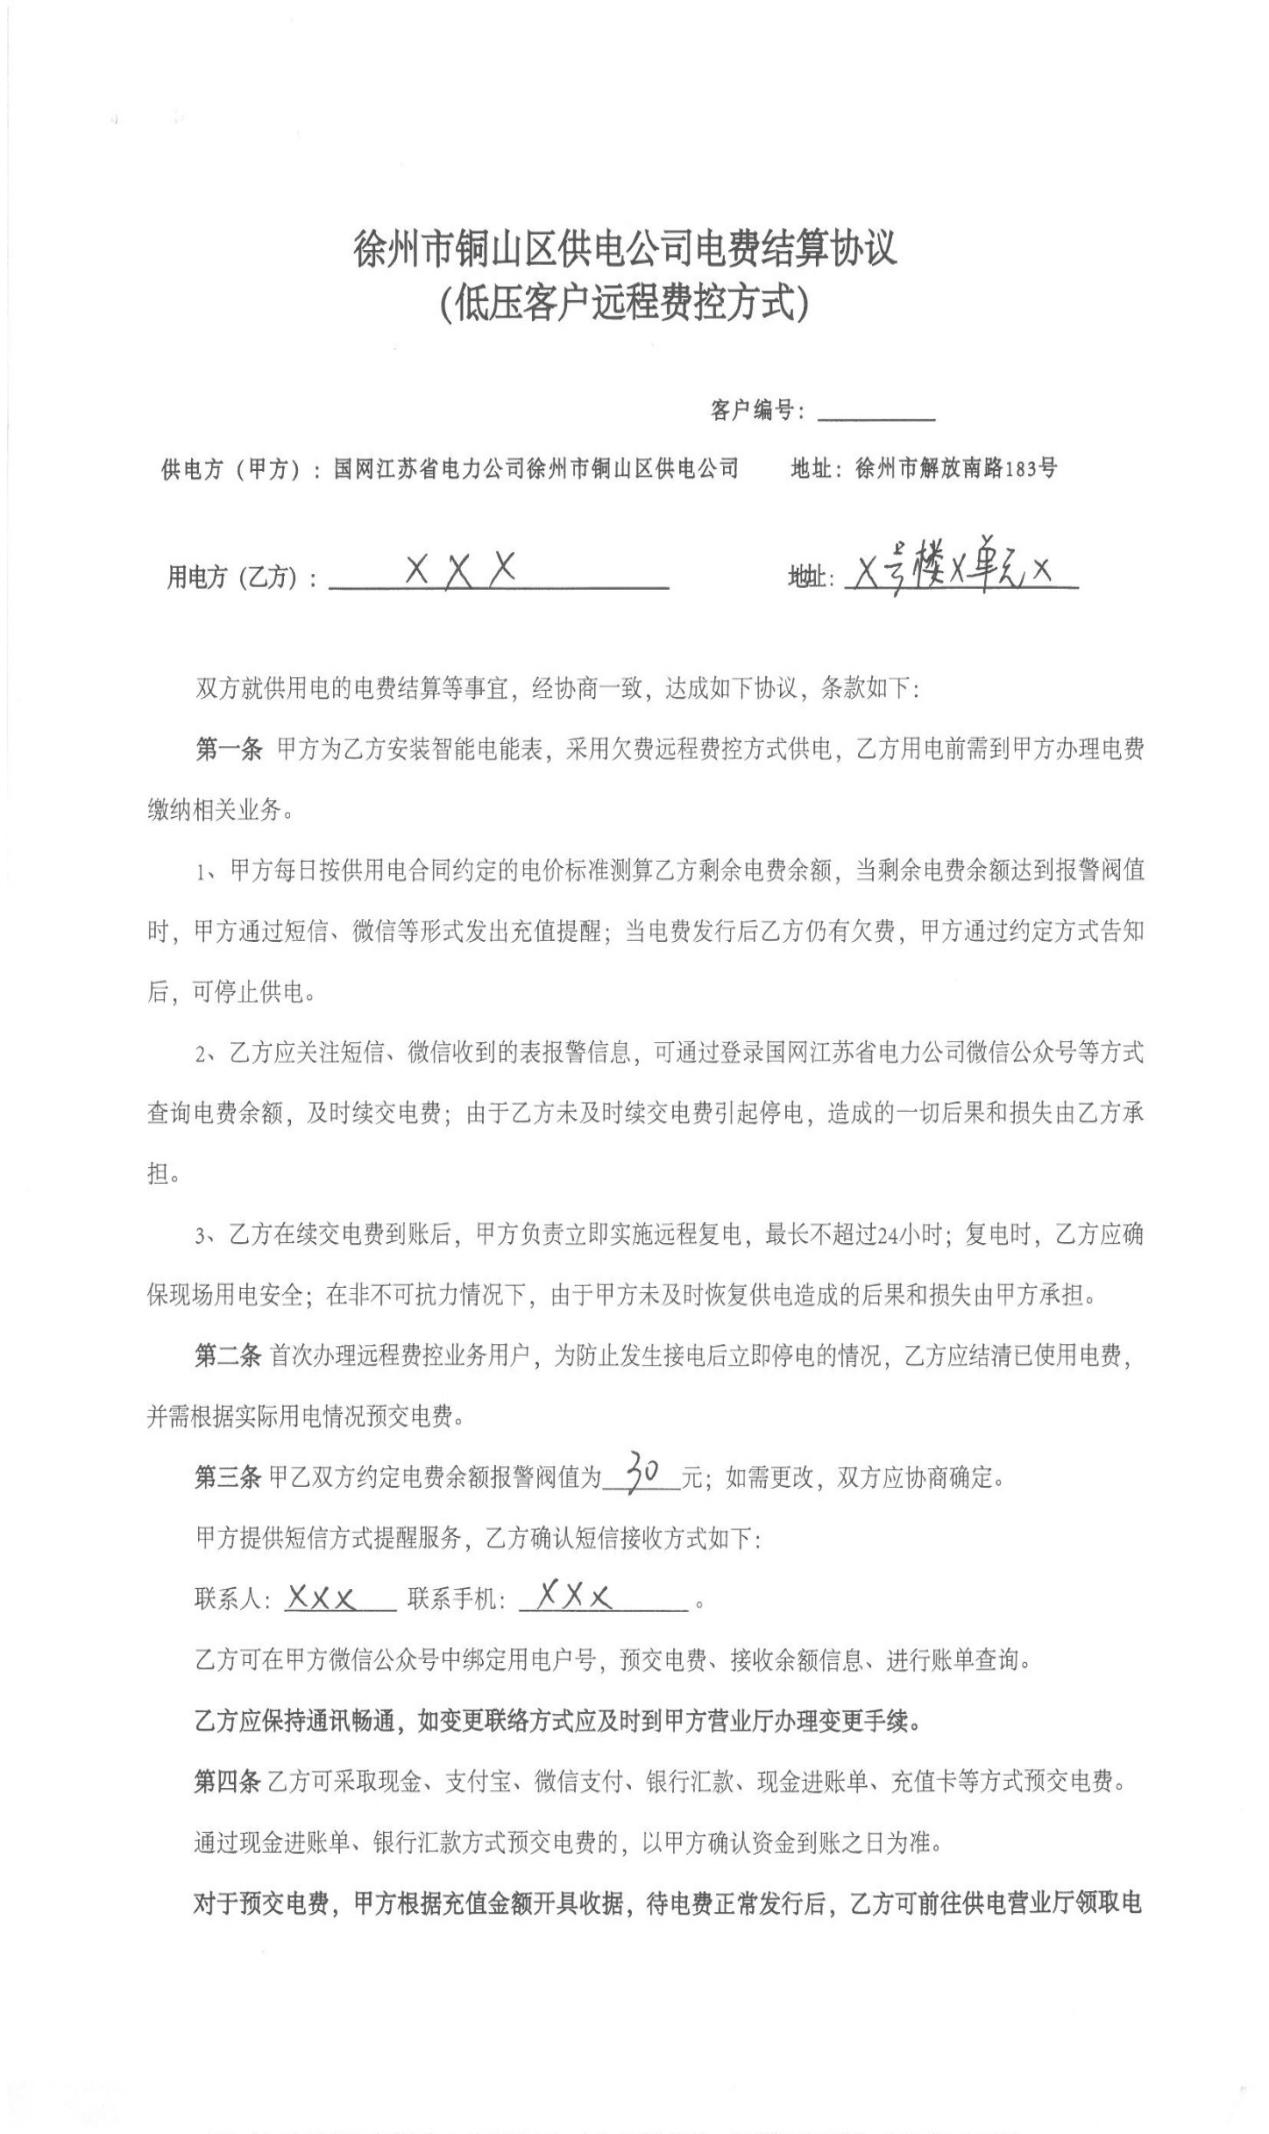 徐州市铜山区供电公司电费结算协议
(低压客户远程费控方式)
客户编号：
供电方（甲方）：国网江苏省电力公司徐州市铜山区供电公司 地址：徐州市解放南路183号
用电方（乙方）：XXX 地址：X号楼X单元X
双方就供用电的电费结算等事宜，经协商一致，达成如下协议，条款如下：
第一条 甲方为乙方安装智能电能表，采用欠费远程费控方式供电，乙方用电前需到甲方办理电费
缴纳相关业务。
1、甲方每日按供用电合同约定的电价标准测算乙方剩余电费余额，当剩余电费余额达到报警阀值
时，甲方通过短信、微信等形式发出充值提醒；当电费发行后乙方仍有欠费，甲方通过约定方式告知
后，可停止供电。
2、乙方应关注短信、微信收到的表报警信息，可通过登录国网江苏省电力公司微信公众号等方式
查询电费余额，及时续交电费；由于乙方未及时续交电费引起停电，造成的一切后果和损失由乙方承
担。
3、乙方在续交电费到账后，甲方负责立即实施远程复电，最长不超过24小时；复电时，乙方应确
保现场用电安全；在非不可抗力情况下，由于甲方未及时恢复供电造成的后果和损失由甲方承担。
第二条 首次办理远程费控业务用户，为防止发生接电后立即停电的情况，乙方应结清已使用电费，
并需根据实际用电情况预交电费。
第三条 甲乙双方约定电费余额报警阀值为30元；如需更改，双方应协商确定。
甲方提供短信方式提醒服务，乙方确认短信接收方式如下：
联系人：XXX 联系手机：XXX。
乙方可在甲方微信公众号中绑定用电户号，预交电费、接收余额信息、进行账单查询。
乙方应保持通讯畅通，如变更联络方式应及时到甲方营业厅办理变更手续。
第四条 乙方可采取现金、支付宝、微信支付、银行汇款、现金进账单、充值卡等方式预交电费。
通过现金进账单、银行汇款方式预交电费的，以甲方确认资金到账之日为准。
对于预交电费，甲方根据充值金额开具收据，待电费正常发行后，乙方可前往供电营业厅领取电